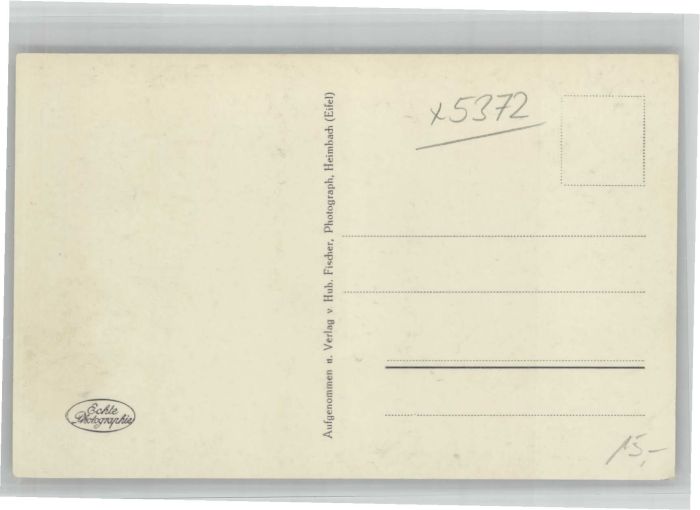 x5372
Aufgenommen u. Verlag v. Hub. Fischer, Photograph, Heimbach (Eifel)
Echte
Photographie
15,-